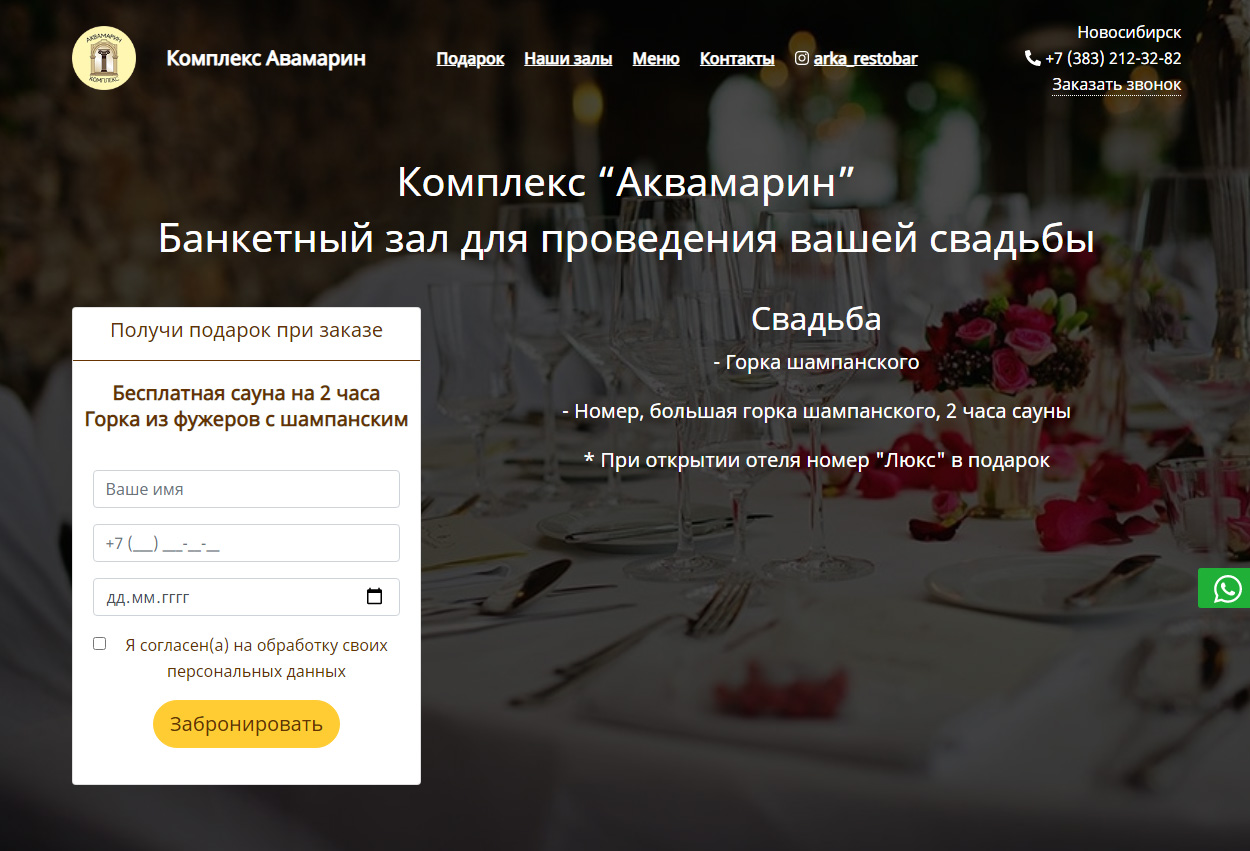 АКВАМАРИН
КОМПЛЕКС
Комплекс Авамарин
Подарок Наши залы Меню Контакты arka_restobar
Новосибирск
+7 (383) 212-32-82
Заказать звонок
Комплекс “Аквамарин”
Банкетный зал для проведения вашей свадьбы
Получи подарок при заказе
Бесплатная сауна на 2 часа
Горка из фужеров с шампанским
Ваше имя
+7 (___) ___-__-__
дд.мм.гггг
Я согласен(а) на обработку своих
персональных данных
Забронировать
Свадьба
- Горка шампанского
- Номер, большая горка шампанского, 2 часа сауны
* При открытии отеля номер "Люкс" в подарок